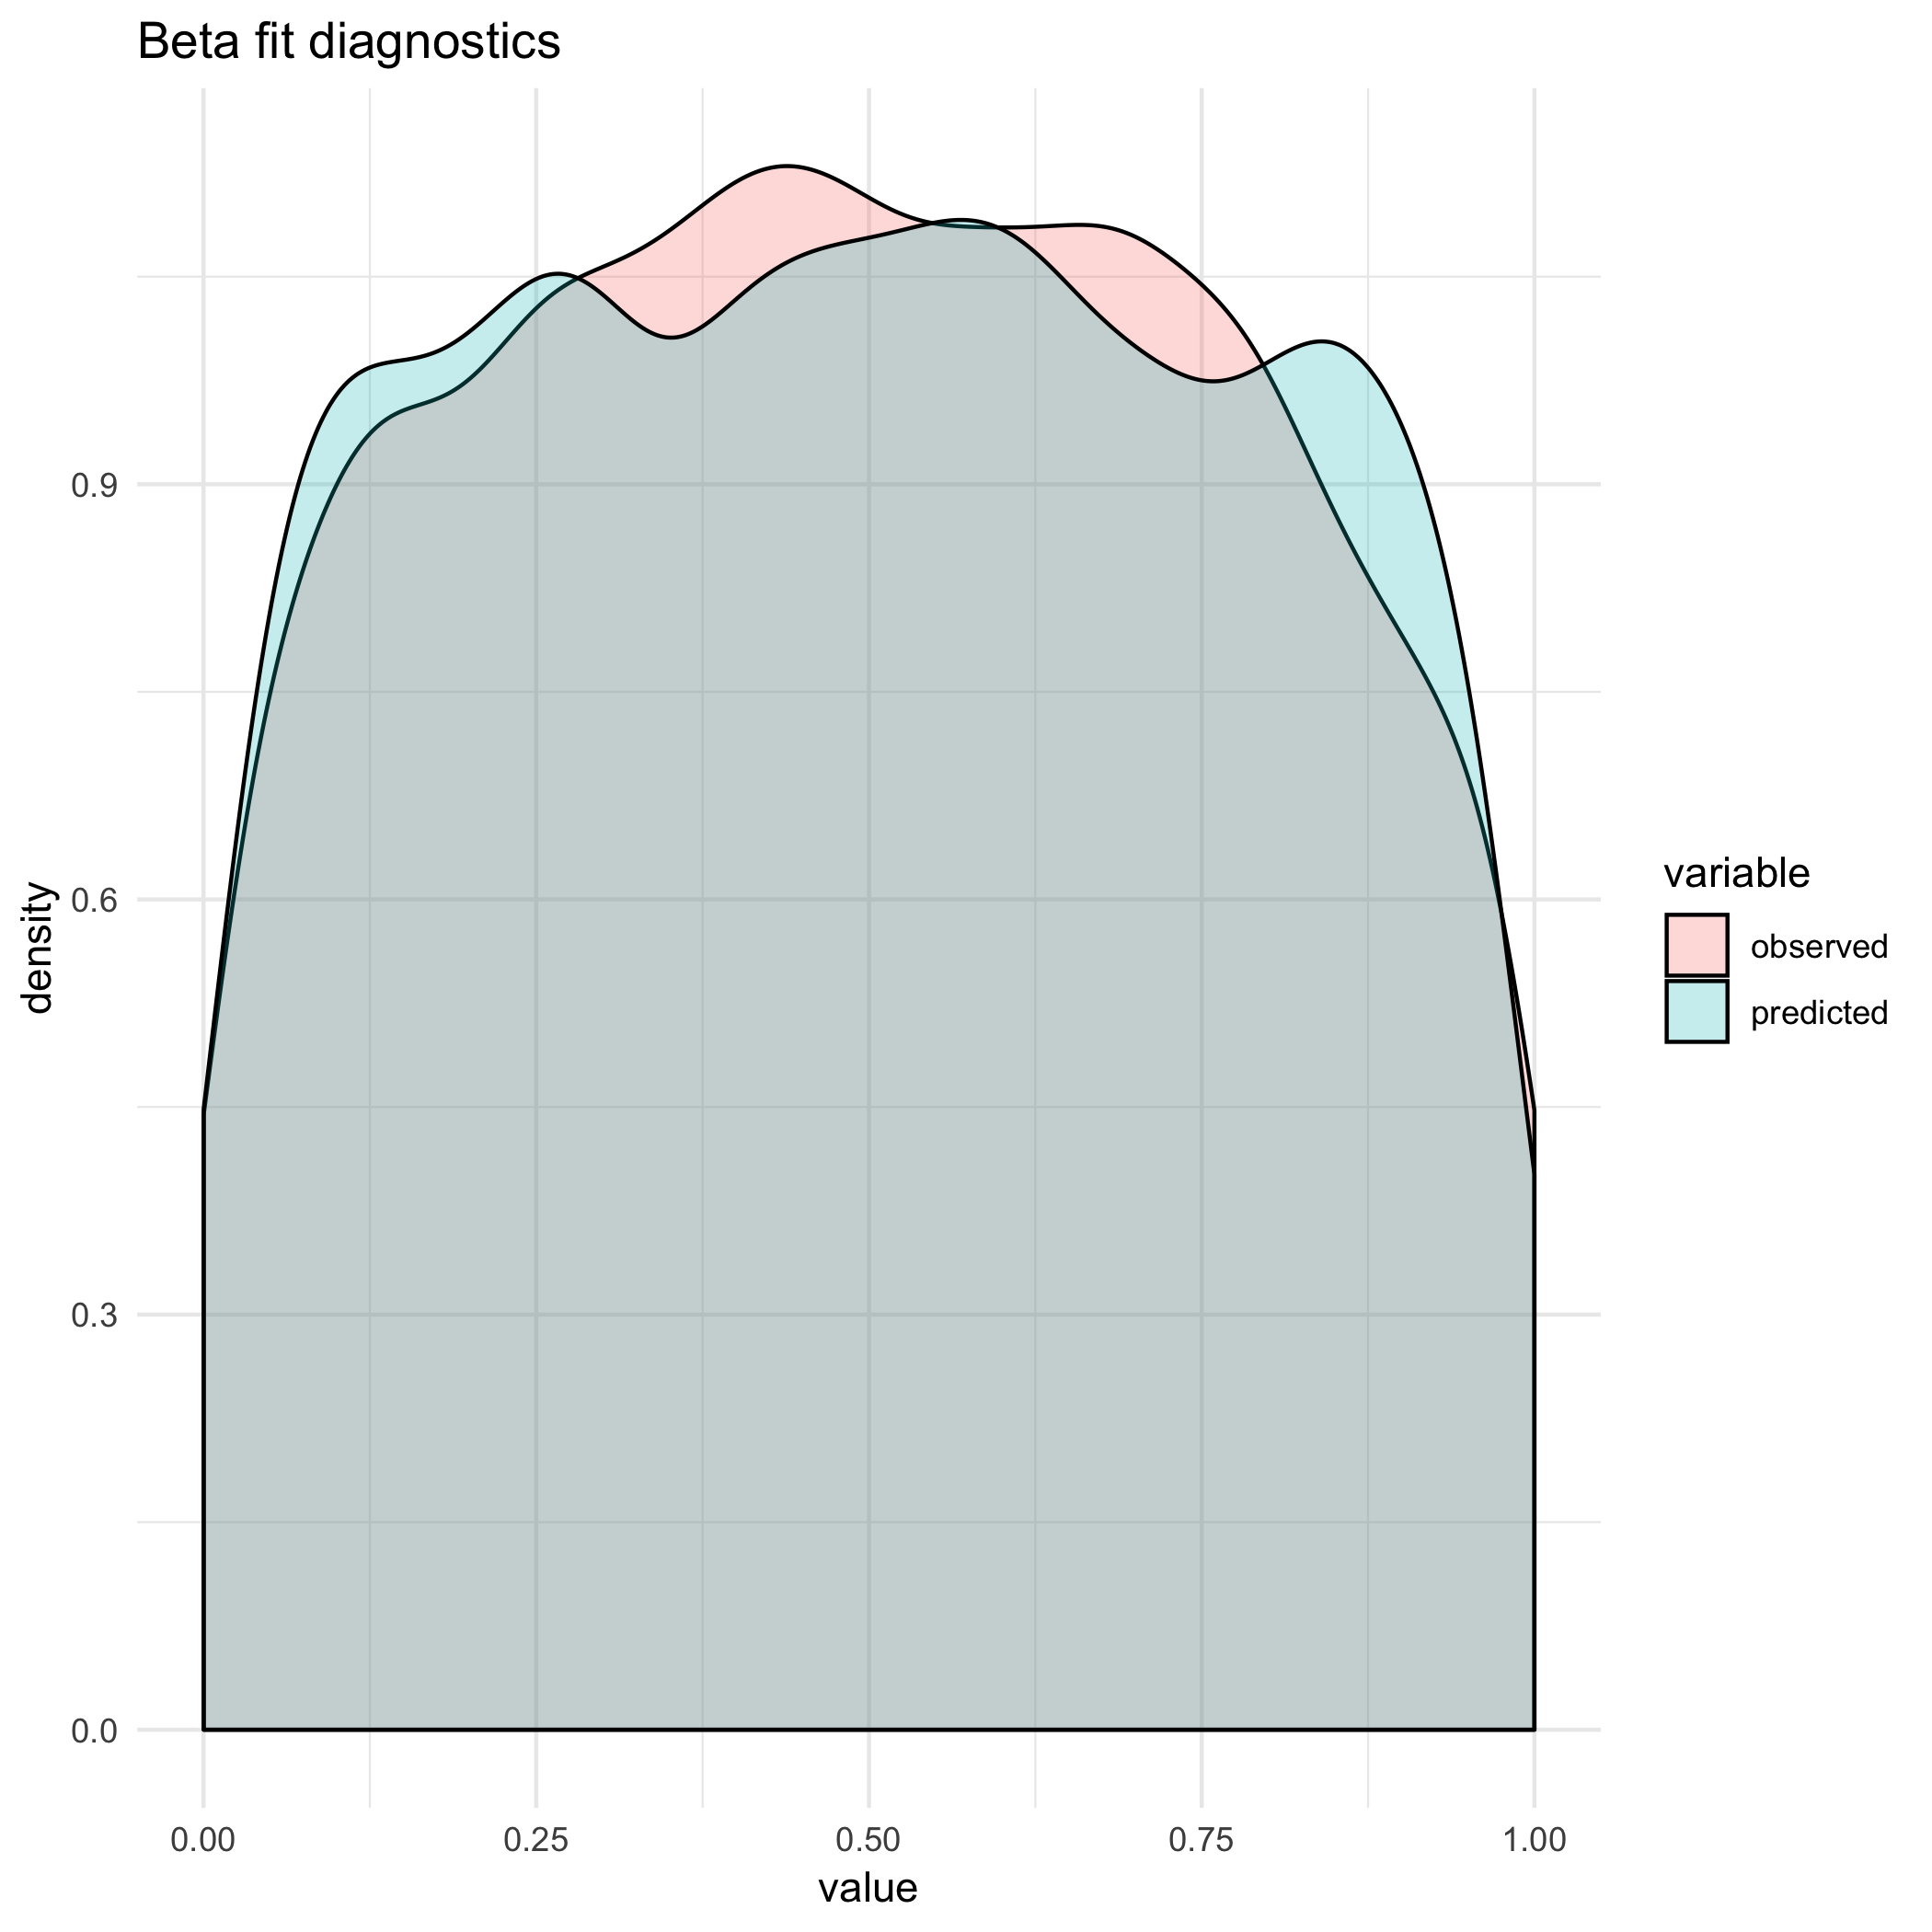 Beta fit diagnostics
density
0.9
0.6
0.3
0.0
0.00 0.25 0.50 0.75 1.00
value
variable
observed
predicted